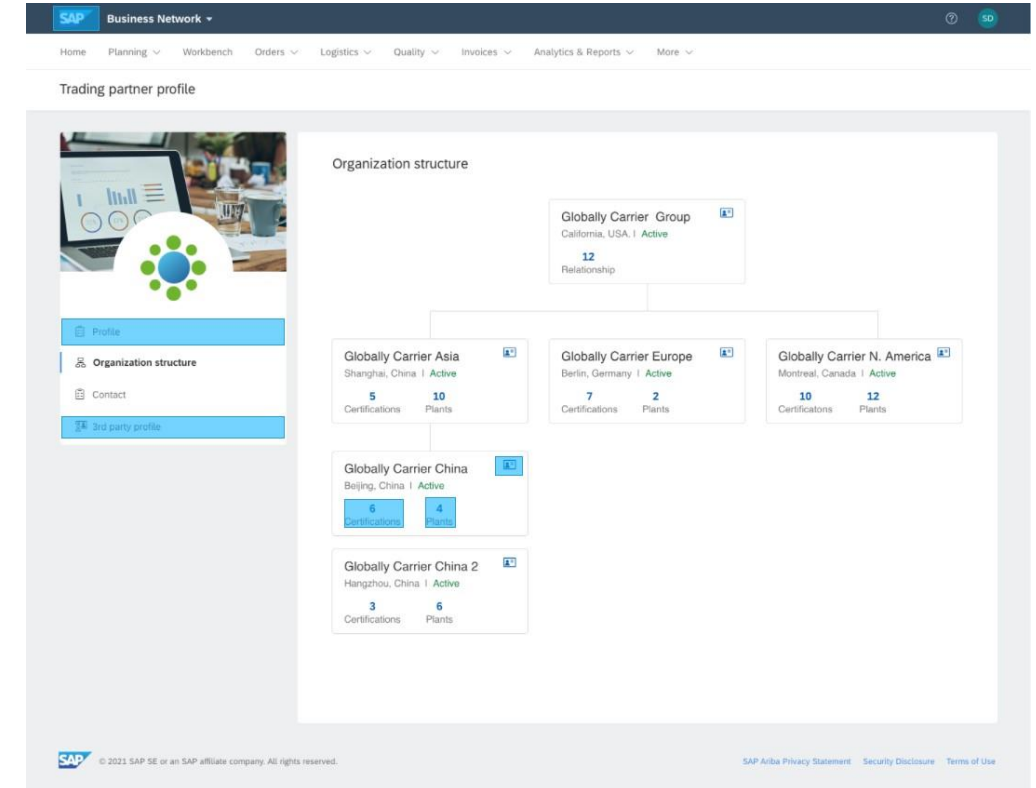 SAP Business Network
SD
Home Planning Workbench Orders Logistics Quality Invoices Analytics & Reports More
Trading partner profile
Profile
Organization structure
Contact
3rd party profile
Organization structure
Globally Carrier Group
California, USA. | Active
12
Relationship
Globally Carrier Asia
Shanghai, China | Active
5 10
Certifications Plants
Globally Carrier Europe
Berlin, Germany | Active
7 2
Certifications Plants
Globally Carrier N. America
Montreal, Canada | Active
10 12
Certificatons Plants
Globally Carrier China
Beijing, China | Active
6 4
Certifications Plants
Globally Carrier China 2
Hangzhou, China | Active
3 6
Certifications Plants
SAP © 2021 SAP SE or an SAP affiliate company. All rights reserved.
SAP Ariba Privacy Statement Security Disclosure Terms of Use